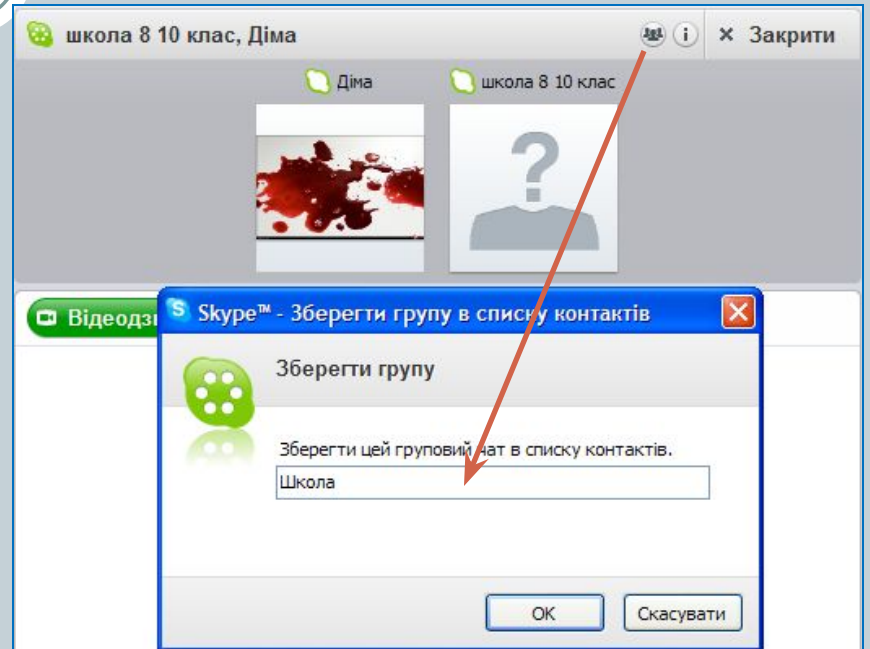 школа 8 10 клас, Діма
i × Закрити
Діма школа 8 10 клас
?
S Skype™ - Зберегти групу в списку контактів
Зберегти групу
Зберегти цей груповий чат в списку контактів.
Школа
OK Скасувати